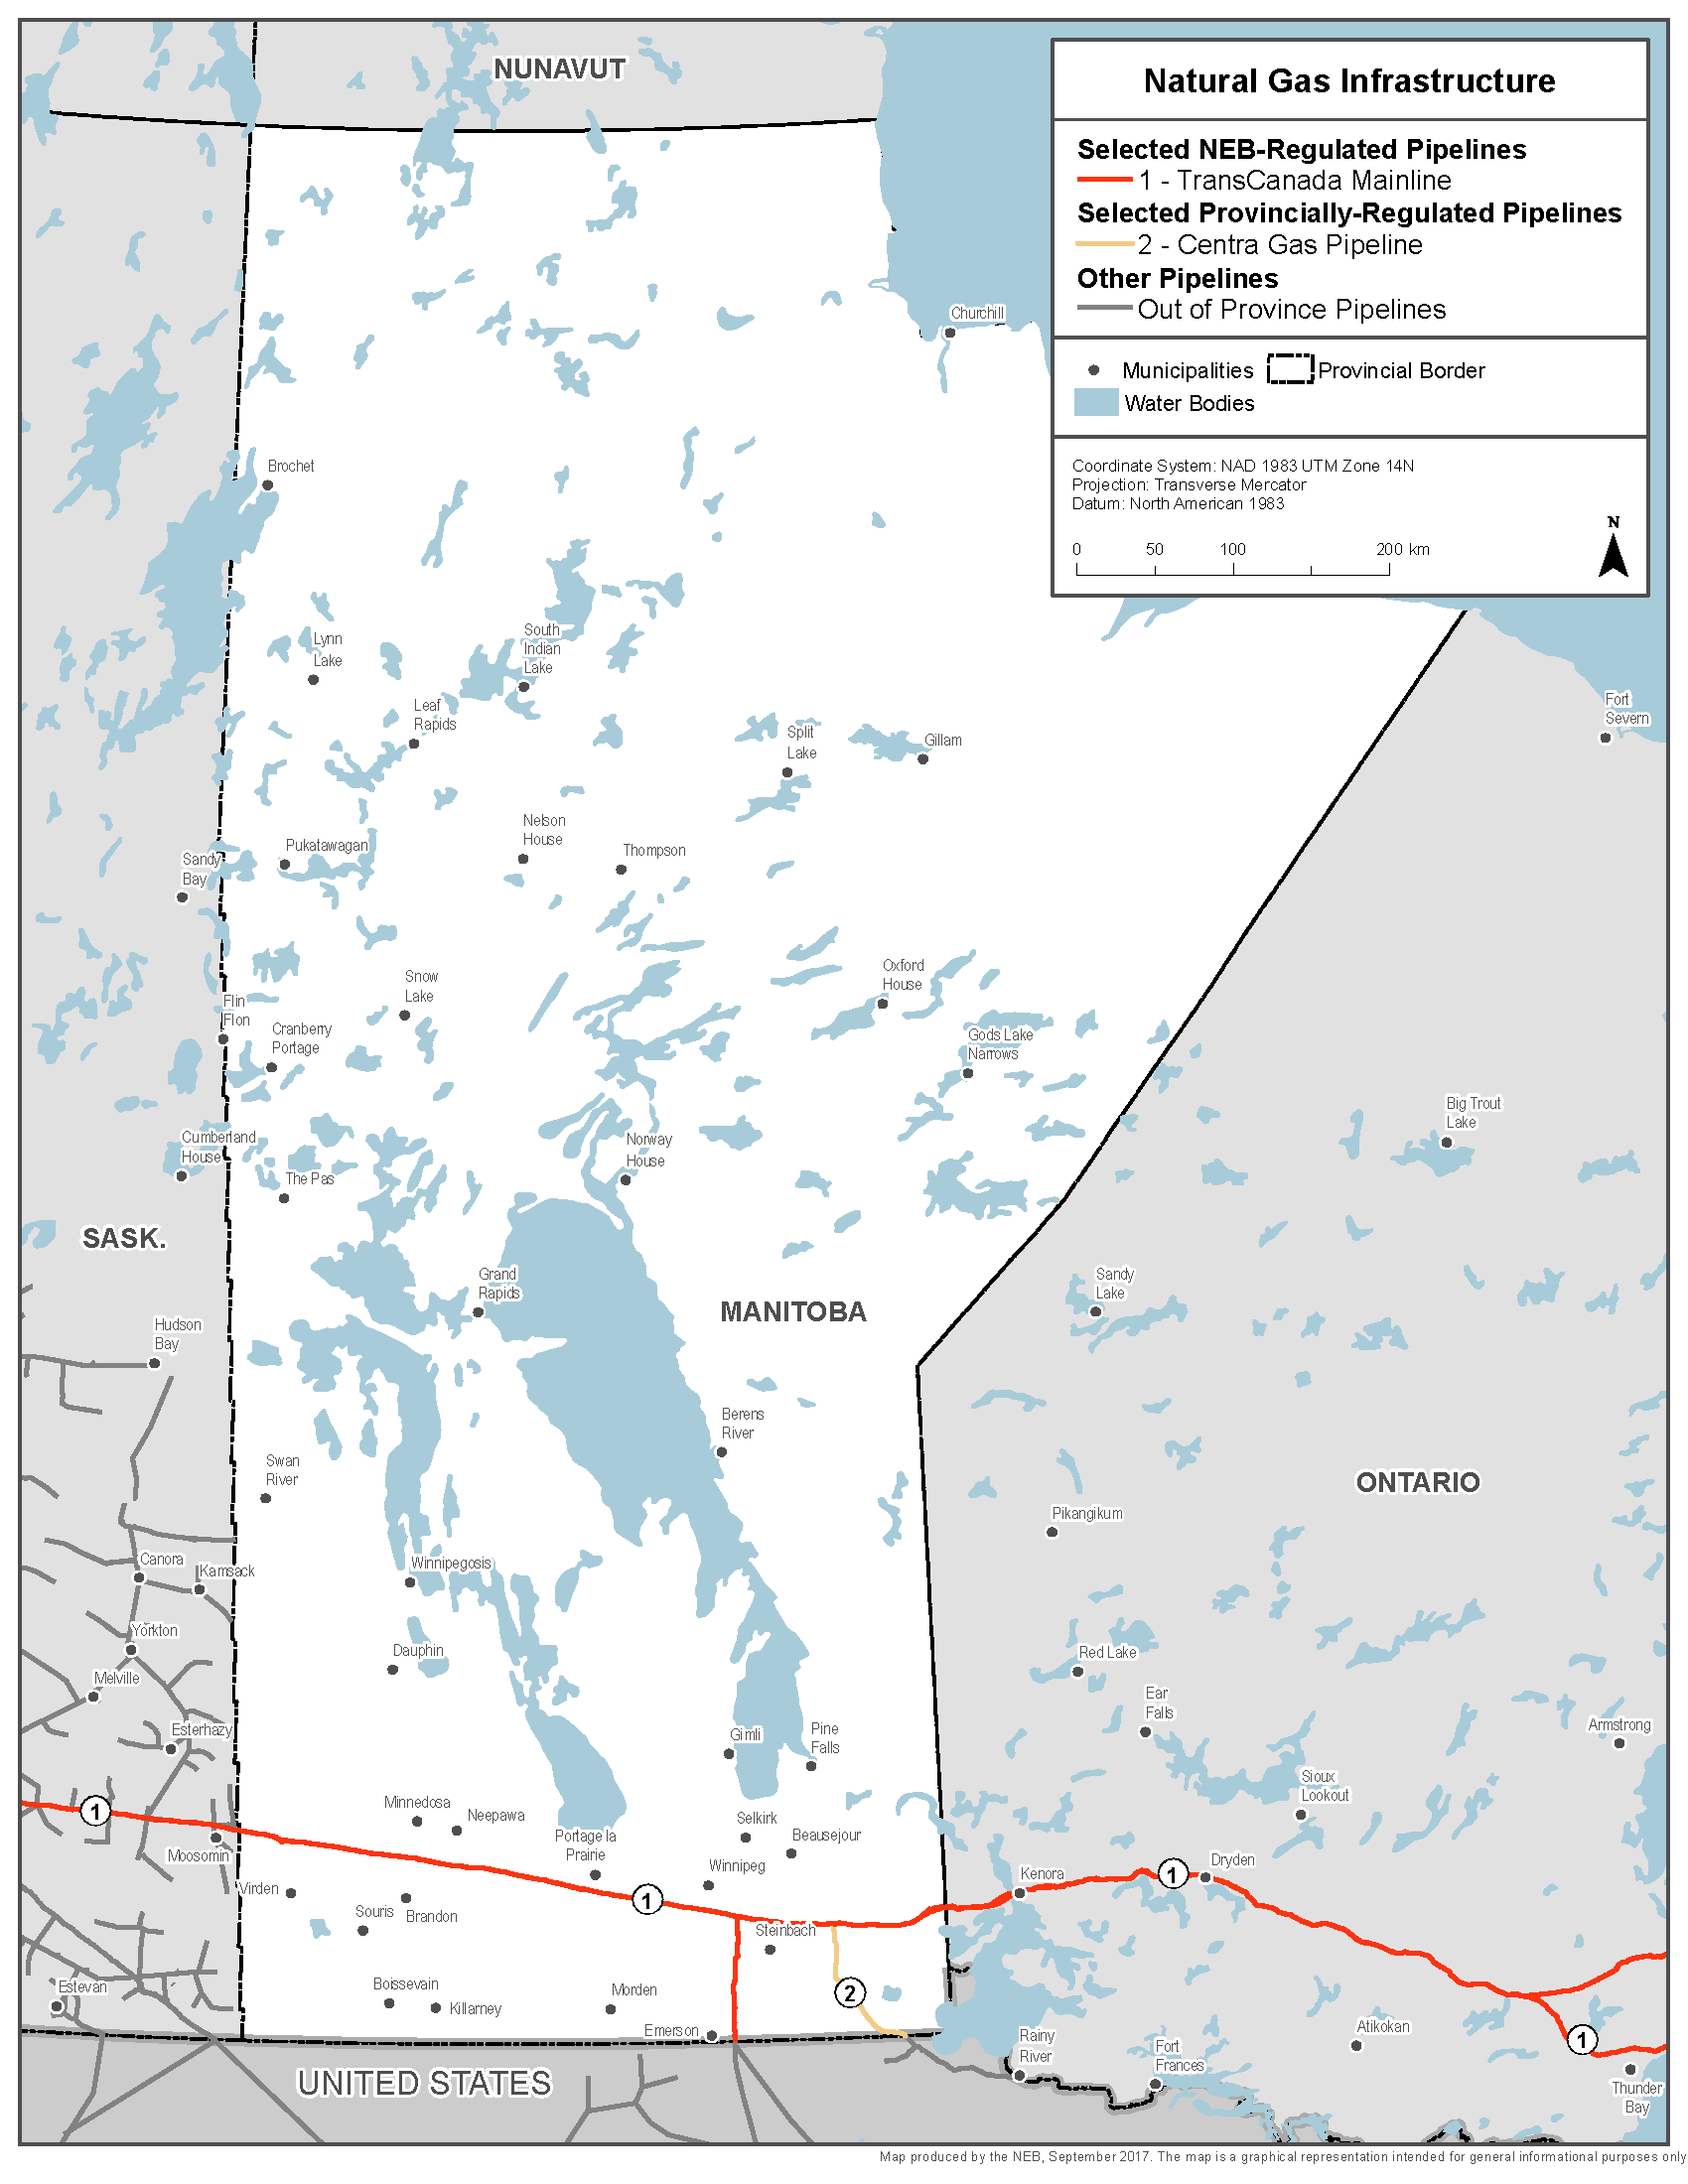 NUNAVUT
Natural Gas Infrastructure
Selected NEB-Regulated Pipelines
1 - TransCanada Mainline
Selected Provincially-Regulated Pipelines
2 - Centra Gas Pipeline
Other Pipelines
Out of Province Pipelines
Municipalities
Provincial Border
Water Bodies
Coordinate System: NAD 1983 UTM Zone 14N
Projection: Transverse Mercator
Datum: North American 1983
N
0 50 100 200 km
Churchill
Brochet
Lynn
Lake
South
Indian
Lake
Leaf
Rapids
Split
Lake
Gillam
Fort
Severn
Nelson
House
Thompson
Pukatawagan
Sandy
Bay
Oxford
House
Snow
Lake
Flin
Flon
Cranberry
Portage
Gods Lake
Narrows
Big Trout
Lake
Cumberland
House
Norway
House
The Pas
SASK.
Grand
Rapids
MANITOBA
Sandy
Lake
Hudson
Bay
Berens
River
Swan
River
ONTARIO
Pikangikum
Canora
Kamsack
Winnipegosis
Yorkton
Dauphin
Red Lake
Melville
Ear
Falls
Esterhazy
Gimli
Pine
Falls
Armstrong
Sioux
Lookout
1
Minnedosa
Neepawa
Selkirk
Portage la
Prairie
Beausejour
Moosomin
Winnipeg
Kenora
1
Dryden
Virden
1
Souris
Brandon
Steinbach
Estevan
Boissevain
Killarney
Morden
2
Emerson
Rainy
River
Atikokan
1
Fort
Frances
UNITED STATES
Thunder
Bay
Map produced by the NEB, September 2017. The map is a graphical representation intended for general informational purposes only